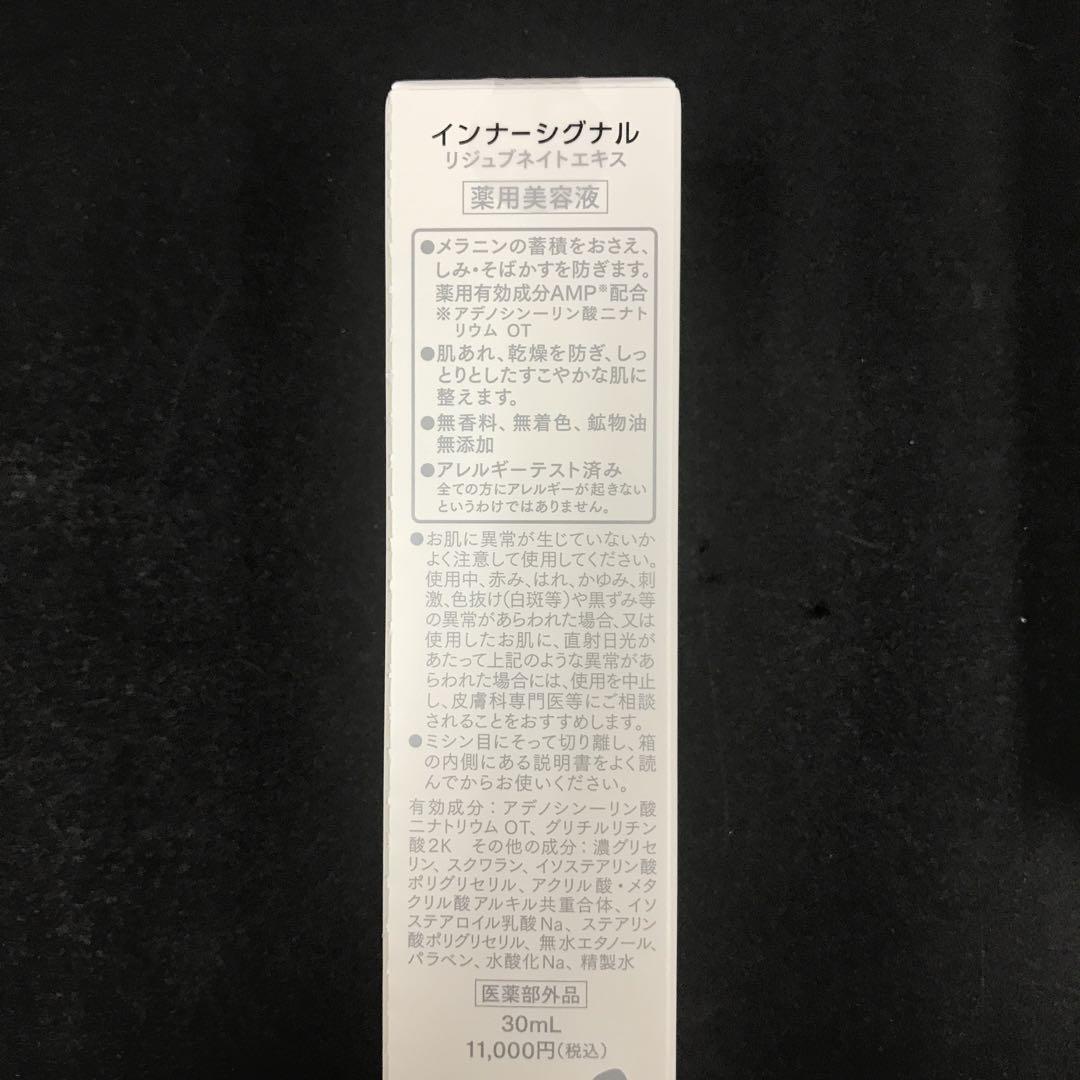 インナーシグナル
リジュブネイトエキス
薬用美容液
●メラニンの蓄積をおさえ、
しみ・そばかすを防ぎます。
薬用有効成分AMP※配合
※アデノシン一リン酸二ナト
リウム OT
●肌あれ、乾燥を防ぎ、しっ
とりとしたすこやかな肌に
整えます。
●無香料、無着色、鉱物油
無添加
●アレルギーテスト済み
全ての方にアレルギーが起きない
というわけではありません。
●お肌に異常が生じていないか
よく注意して使用してください。
使用中、赤み、はれ、かゆみ、刺
激、色抜け(白斑等)や黒ずみ等
の異常があらわれた場合、又は
使用したお肌に、直射日光が
あたって上記のような異常があ
らわれた場合には、使用を中止
し、皮膚科専門医等にご相談
されることをおすすめします。
●ミシン目にそって切り離し、箱
の内側にある説明書をよく読
んでからお使いください。
有効成分：アデノシン一リン酸
二ナトリウム OT、グリチルリチン
酸2K その他の成分：濃グリセ
リン、スクワラン、イソステアリン酸
ポリグリセリル、アクリル酸・メタ
クリル酸アルキル共重合体、イソ
ステアロイル乳酸Na、ステアリン
酸ポリグリセリル、無水エタノール、
パラベン、水酸化Na、精製水
医薬部外品
30mL
11,000円(税込)